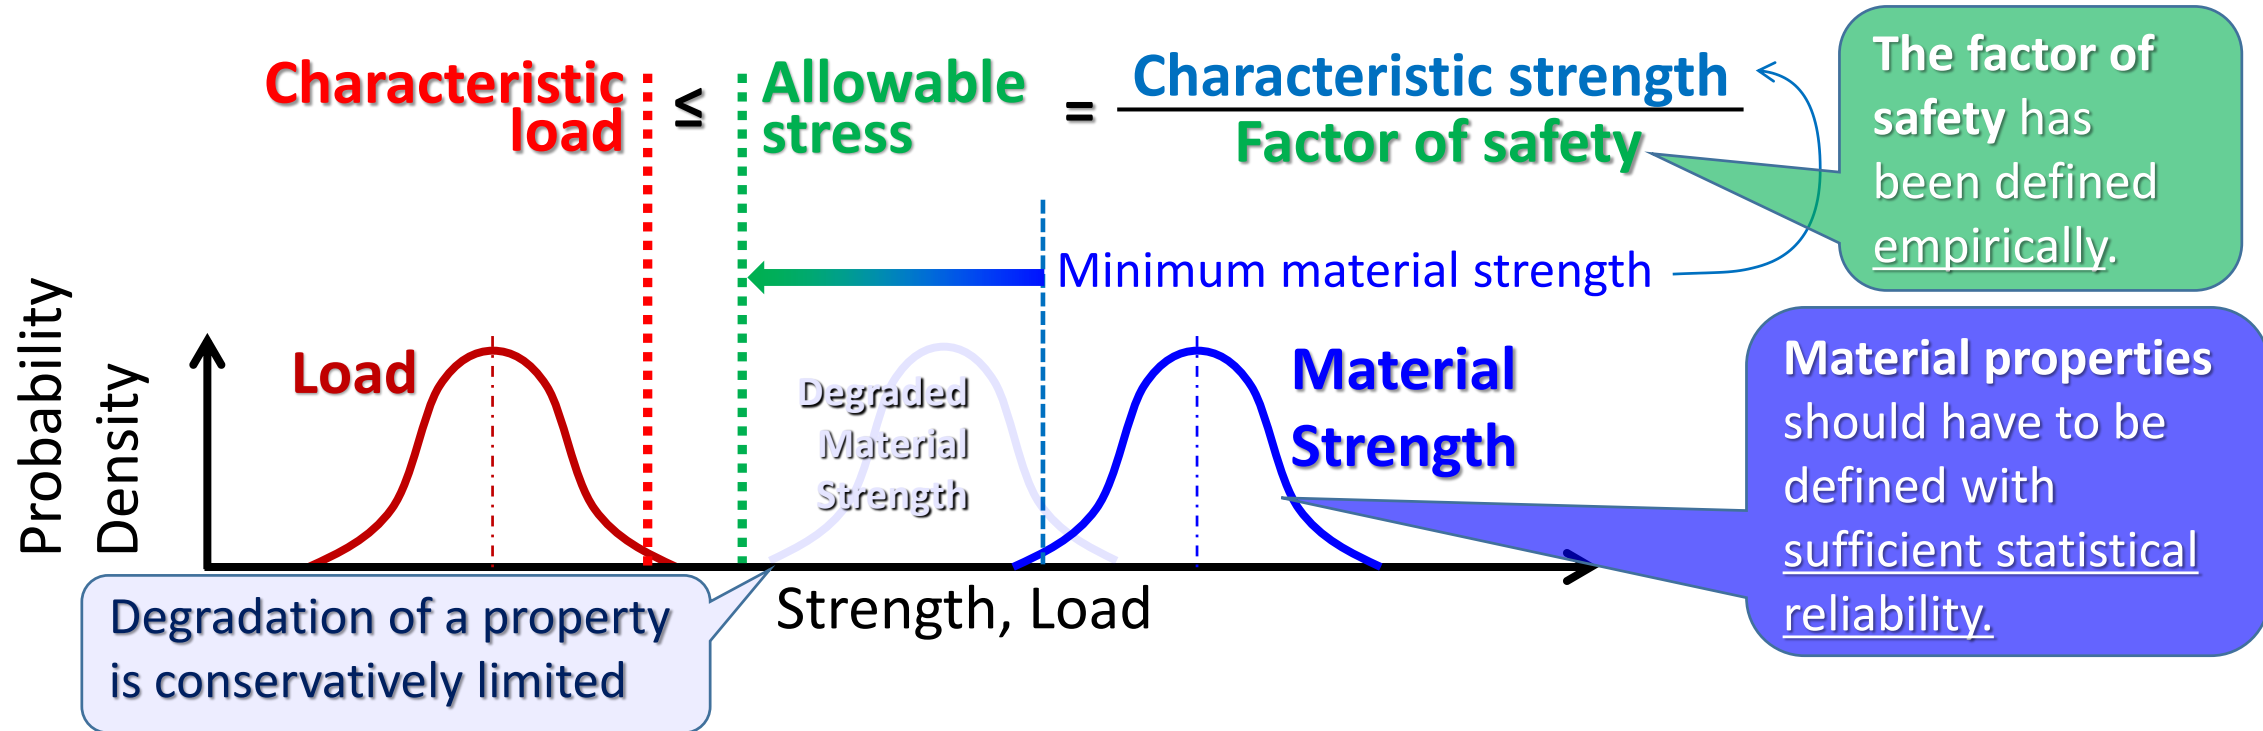 Characteristic
load
≤
Allowable
stress
=
Characteristic strength
Factor of safety
The factor of
safety has
been defined
empirically.
Minimum material strength
Probability
Density
Load
Degraded
Material
Strength
Material
Strength
Material properties
should have to be
defined with
sufficient statistical
reliability.
Strength, Load
Degradation of a property
is conservatively limited